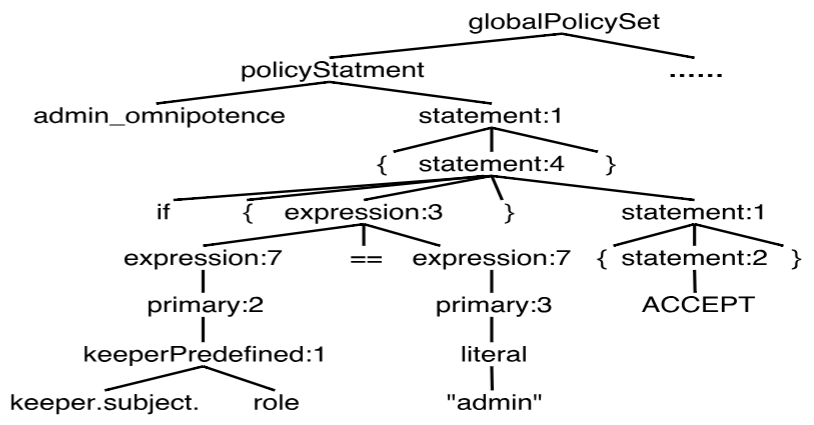 globalPolicySet
policyStatment ......
admin_omnipotence statement:1
{ statement:4 }
if { expression:3 } statement:1
expression:7 == expression:7 { statement:2 }
primary:2 primary:3 ACCEPT
keeperPredefined:1 literal
keeper.subject. role "admin"